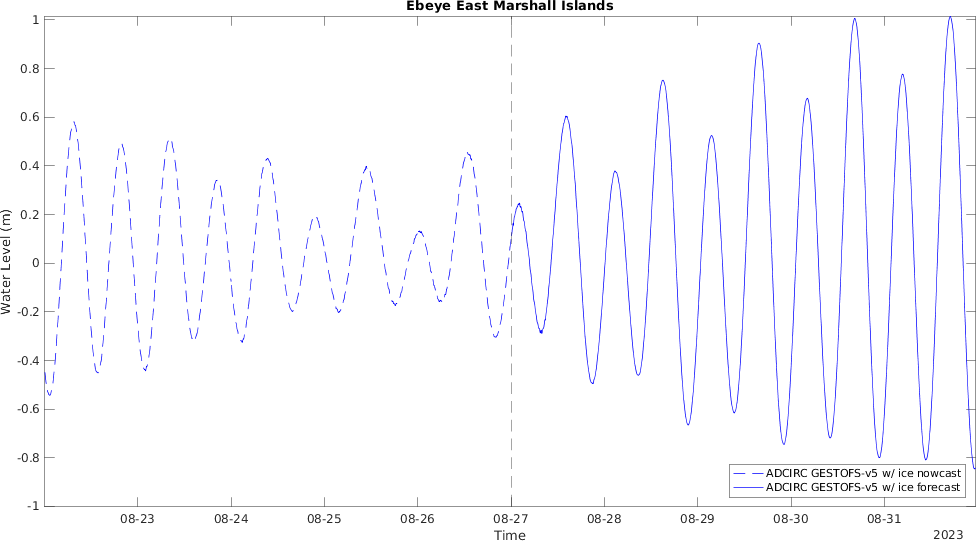 Ebeye East Marshall Islands
Water Level (m)
1
0.8
0.6
0.4
0.2
0
-0.2
-0.4
-0.6
-0.8
-1
ADCIRC GESTOFS-v5 w/ ice nowcast
ADCIRC GESTOFS-v5 w/ ice forecast
08-23 08-24 08-25 08-26 08-27 08-28 08-29 08-30 08-31
Time
2023